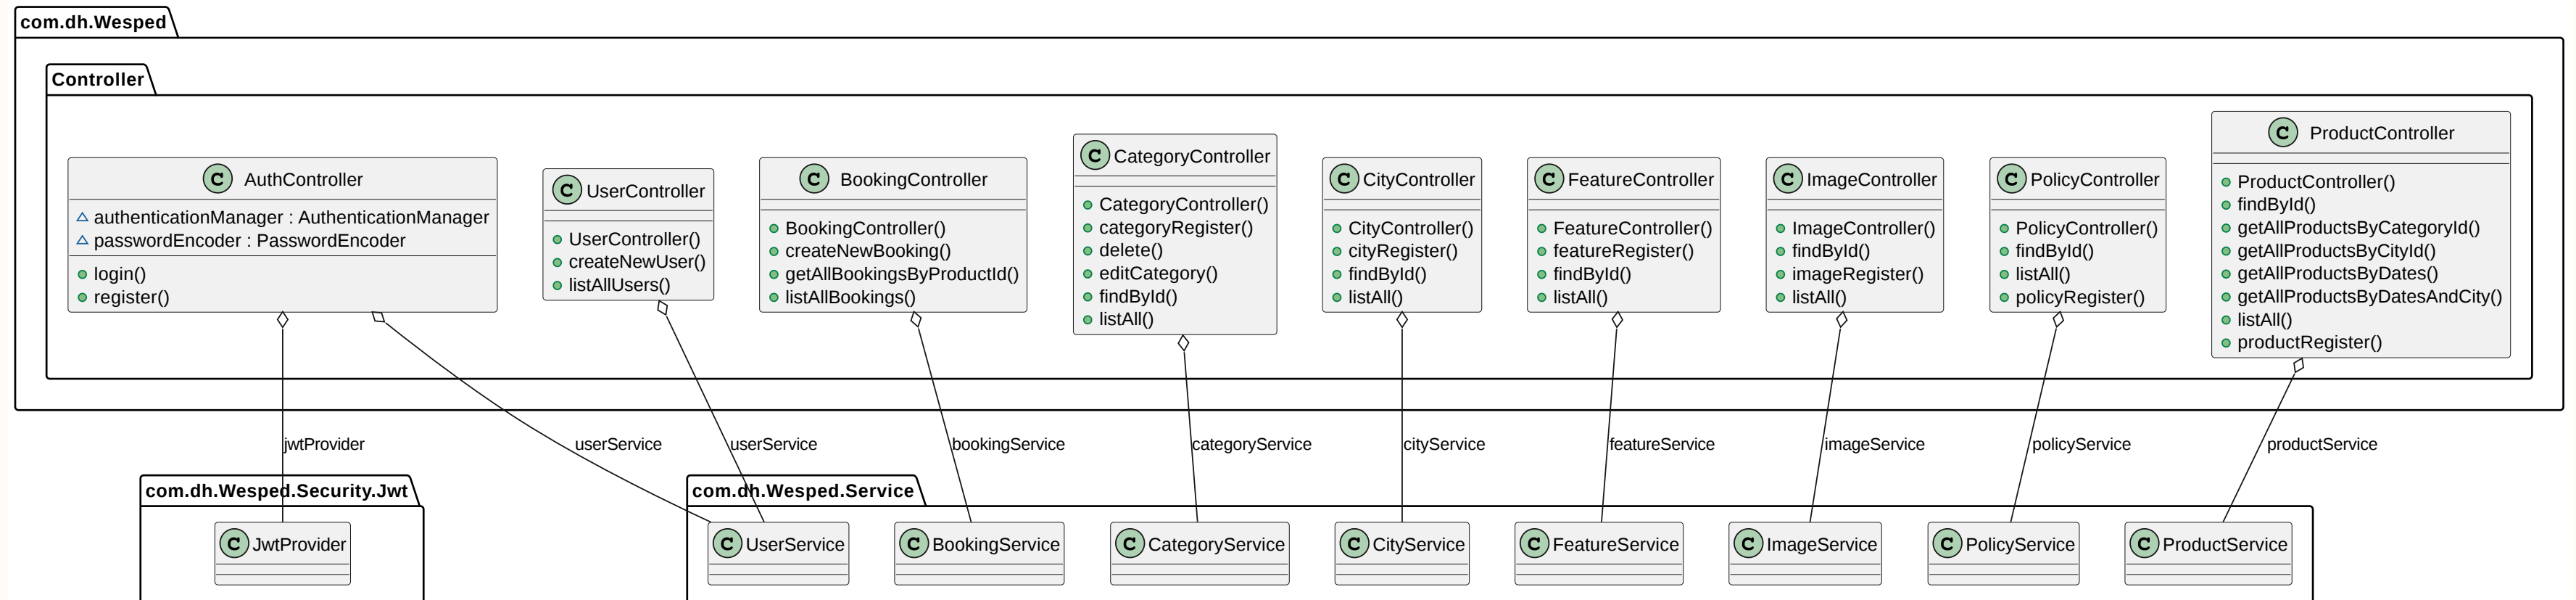 com.dh.Wesped
Controller
C AuthController
authenticationManager : AuthenticationManager
passwordEncoder : PasswordEncoder
login()
register()
C UserController
UserController()
createNewUser()
listAllUsers()
C BookingController
BookingController()
createNewBooking()
getAllBookingsByProductId()
listAllBookings()
C CategoryController
CategoryController()
categoryRegister()
delete()
editCategory()
findById()
listAll()
C CityController
CityController()
cityRegister()
findById()
listAll()
C FeatureController
FeatureController()
featureRegister()
findById()
listAll()
C ImageController
ImageController()
findById()
imageRegister()
listAll()
C PolicyController
PolicyController()
findById()
listAll()
policyRegister()
C ProductController
ProductController()
findById()
getAllProductsByCategoryId()
getAllProductsByCityId()
getAllProductsByDates()
getAllProductsByDatesAndCity()
listAll()
productRegister()
jwtProvider
userService
userService
bookingService
categoryService
cityService
featureService
imageService
policyService
productService
com.dh.Wesped.Security.Jwt
C JwtProvider
com.dh.Wesped.Service
C UserService
C BookingService
C CategoryService
C CityService
C FeatureService
C ImageService
C PolicyService
C ProductService